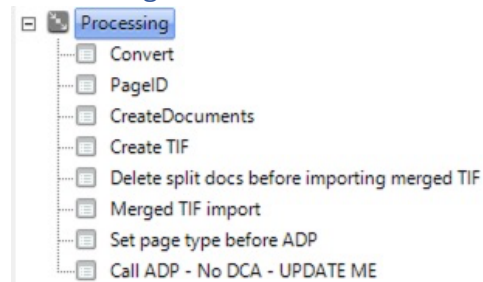 Processing
Convert
PageID
CreateDocuments
Create TIF
Delete split docs before importing merged TIF
Merged TIF import
Set page type before ADP
Call ADP - No DCA - UPDATE ME